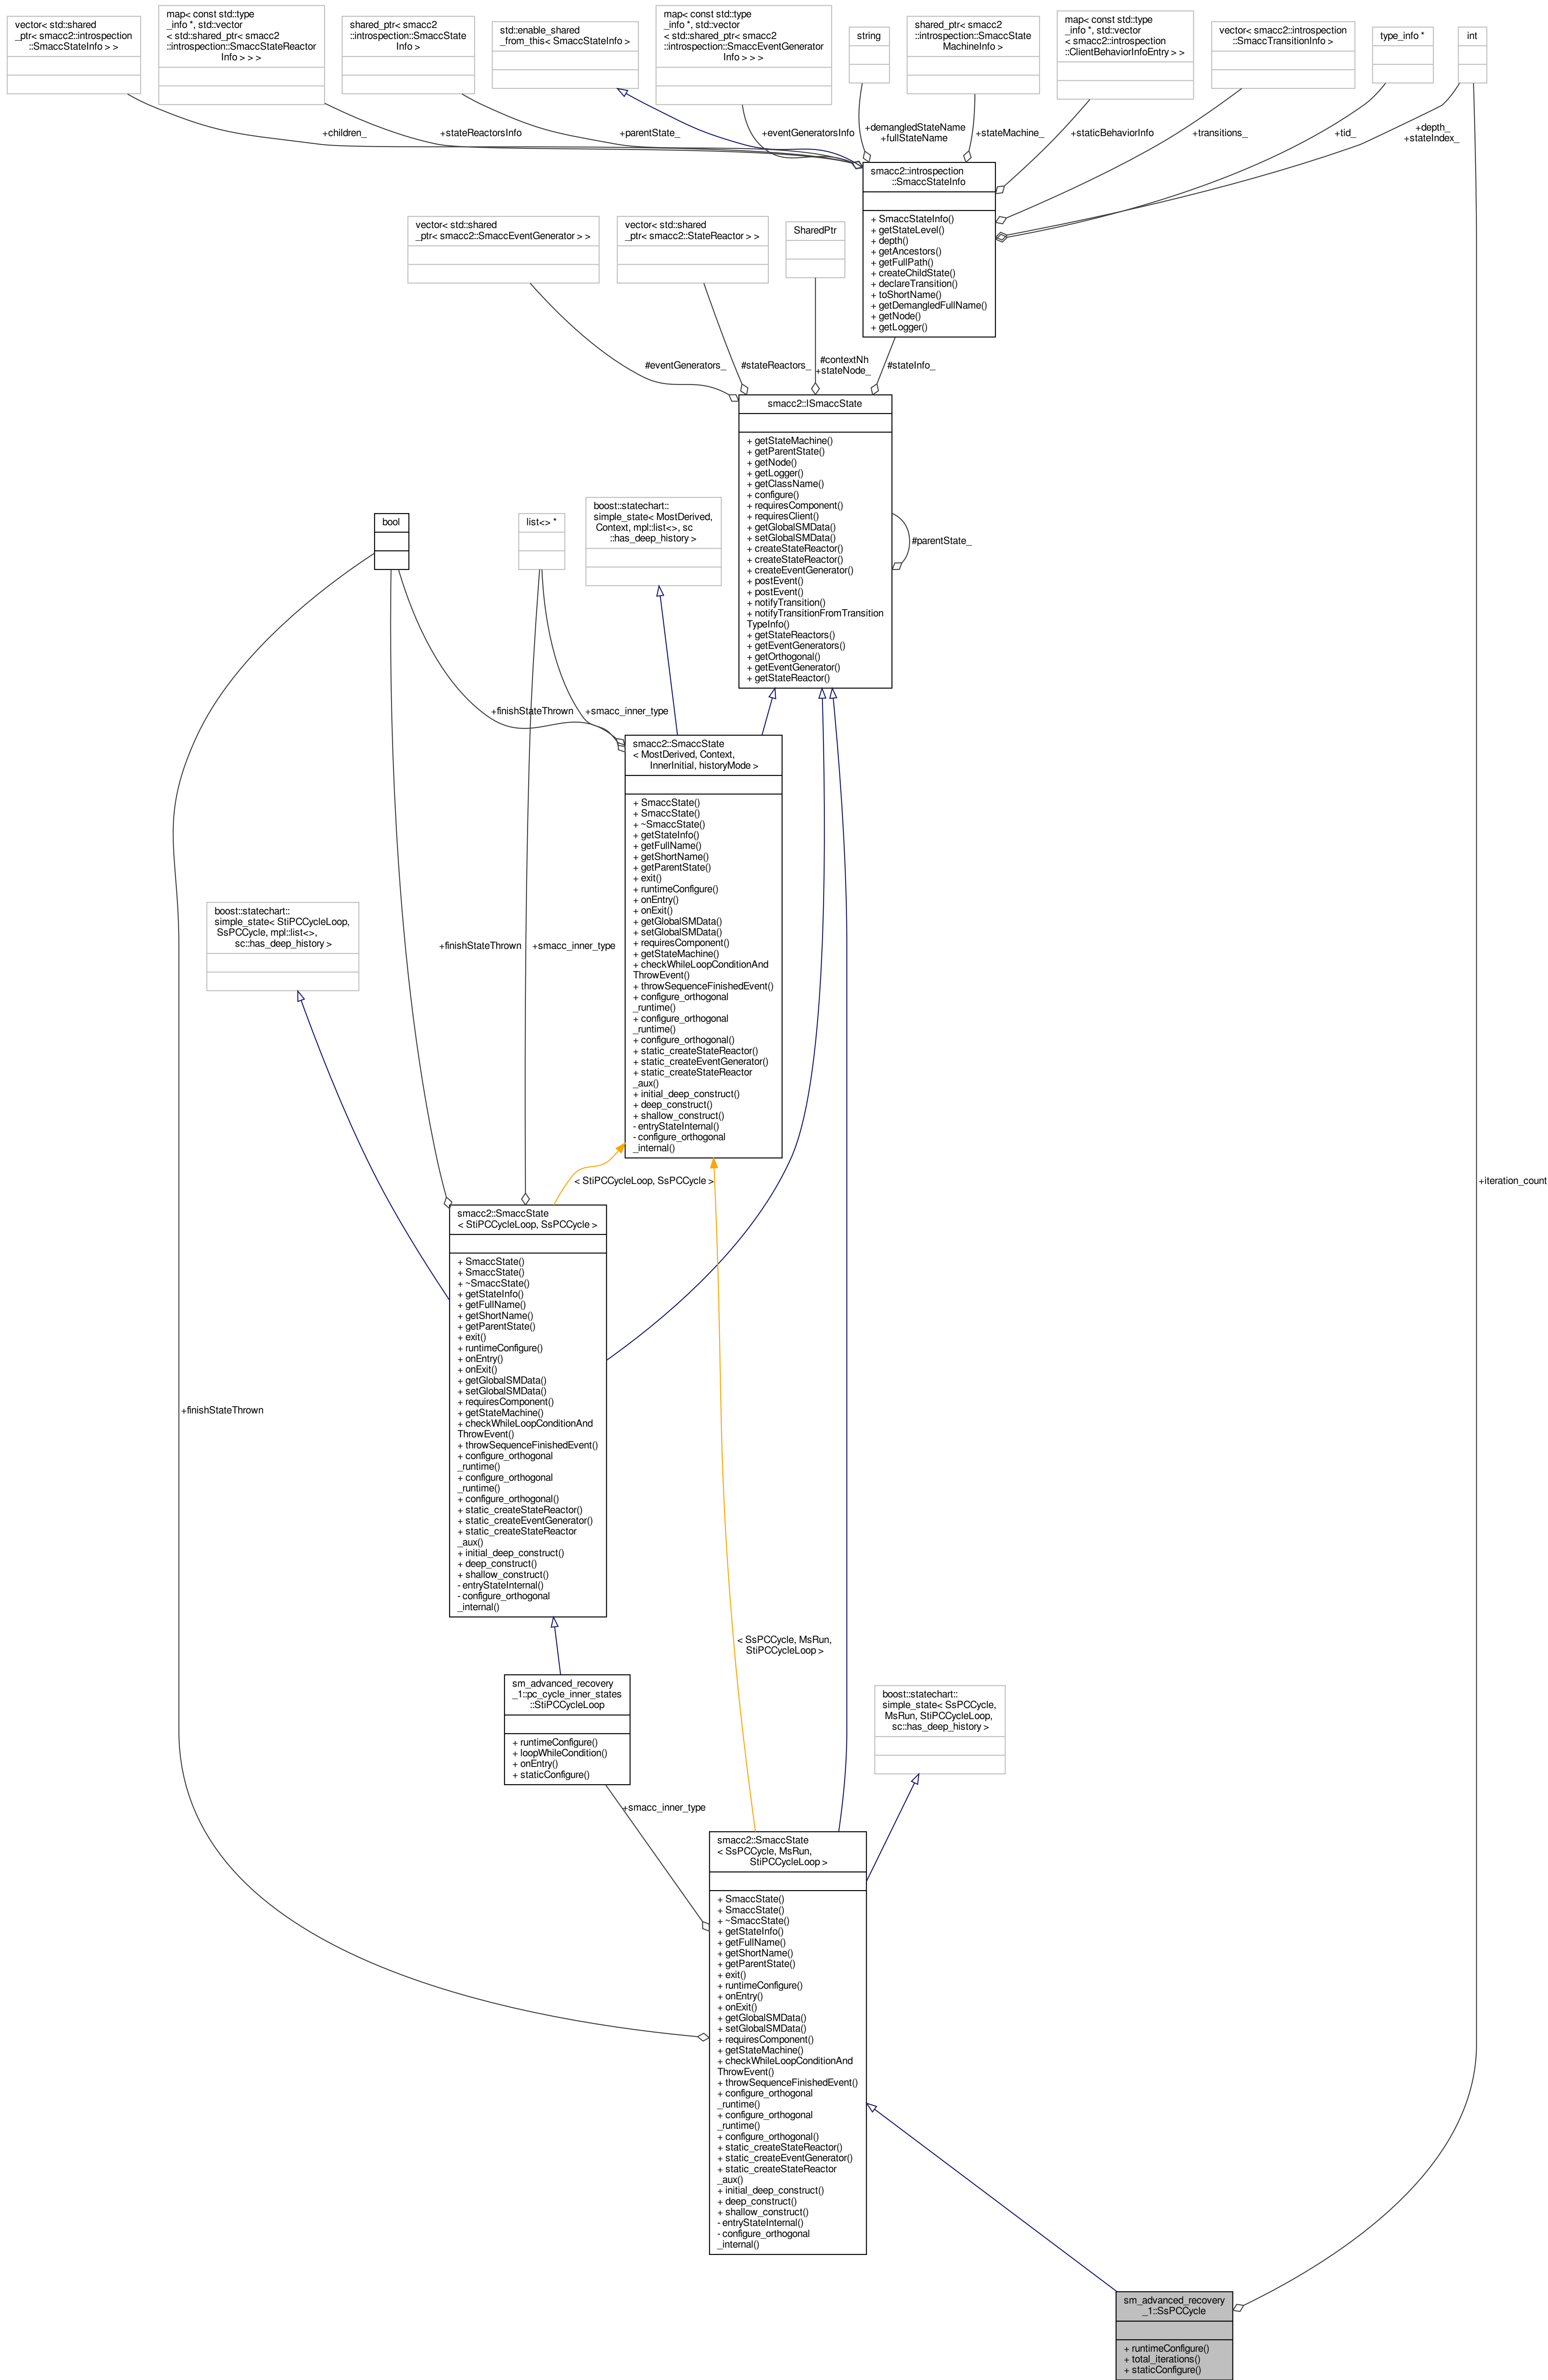 vector< std::shared
_ptr< smacc2::introspection
::SmaccStateInfo > >
map< const std::type
_info *, std::vector
< std::shared_ptr< smacc2
::introspection::SmaccStateReactor
Info > > >
shared_ptr< smacc2
::introspection::SmaccState
Info >
std::enable_shared
_from_this< SmaccStateInfo >
map< const std::type
_info *, std::vector
< std::shared_ptr< smacc2
::introspection::SmaccEventGenerator
Info > > >
string
shared_ptr< smacc2
::introspection::SmaccState
MachineInfo >
map< const std::type
_info *, std::vector
< smacc2::introspection
::ClientBehaviorInfoEntry > >
vector< smacc2::introspection
::SmaccTransitionInfo >
type_info *
int
+children_
+stateReactorsInfo
+parentState_
+eventGeneratorsInfo
+demangledStateName
+fullStateName
+stateMachine_
+staticBehaviorInfo
+transitions_
+tid_
+depth_
+stateIndex_
smacc2::introspection
::SmaccStateInfo
+ SmaccStateInfo()
+ getStateLevel()
+ depth()
+ getAncestors()
+ getFullPath()
+ createChildState()
+ declareTransition()
+ toShortName()
+ getDemangledFullName()
+ getNode()
+ getLogger()
vector< std::shared
_ptr< smacc2::SmaccEventGenerator > >
vector< std::shared
_ptr< smacc2::StateReactor > >
SharedPtr
#eventGenerators_
#stateReactors_
#contextNh
+stateNode_
#stateInfo_
smacc2::ISmaccState
+ getStateMachine()
+ getParentState()
+ getNode()
+ getLogger()
+ getClassName()
+ configure()
+ requiresComponent()
+ requiresClient()
+ getGlobalSMData()
+ setGlobalSMData()
+ createStateReactor()
+ createStateReactor()
+ createEventGenerator()
+ postEvent()
+ postEvent()
+ notifyTransition()
+ notifyTransitionFromTransition
TypeInfo()
+ getStateReactors()
+ getEventGenerators()
+ getOrthogonal()
+ getEventGenerator()
+ getStateReactor()
#parentState_
bool
list<> *
boost::statechart::
simple_state< MostDerived,
Context, mpl::list<>, sc
::has_deep_history >
+finishStateThrown
+smacc_inner_type
smacc2::SmaccState
< MostDerived, Context,
InnerInitial, historyMode >
+ SmaccState()
+ SmaccState()
+ ~SmaccState()
+ getStateInfo()
+ getFullName()
+ getShortName()
+ getParentState()
+ exit()
+ runtimeConfigure()
+ onEntry()
+ onExit()
+ getGlobalSMData()
+ setGlobalSMData()
+ requiresComponent()
+ getStateMachine()
+ checkWhileLoopConditionAnd
ThrowEvent()
+ throwSequenceFinishedEvent()
+ configure_orthogonal
_runtime()
+ configure_orthogonal
_runtime()
+ configure_orthogonal()
+ static_createStateReactor()
+ static_createEventGenerator()
+ static_createStateReactor
_aux()
+ initial_deep_construct()
+ deep_construct()
+ shallow_construct()
- entryStateInternal()
- configure_orthogonal
_internal()
boost::statechart::
simple_state< StiPCCycleLoop,
SsPCCycle, mpl::list<>,
sc::has_deep_history >
+finishStateThrown
+smacc_inner_type
< StiPCCycleLoop, SsPCCycle >
+iteration_count
smacc2::SmaccState
< StiPCCycleLoop, SsPCCycle >
+ SmaccState()
+ SmaccState()
+ ~SmaccState()
+ getStateInfo()
+ getFullName()
+ getShortName()
+ getParentState()
+ exit()
+ runtimeConfigure()
+ onEntry()
+ onExit()
+ getGlobalSMData()
+ setGlobalSMData()
+ requiresComponent()
+ getStateMachine()
+ checkWhileLoopConditionAnd
ThrowEvent()
+ throwSequenceFinishedEvent()
+ configure_orthogonal
_runtime()
+ configure_orthogonal
_runtime()
+ configure_orthogonal()
+ static_createStateReactor()
+ static_createEventGenerator()
+ static_createStateReactor
_aux()
+ initial_deep_construct()
+ deep_construct()
+ shallow_construct()
- entryStateInternal()
- configure_orthogonal
_internal()
+finishStateThrown
< SsPCCycle, MsRun,
StiPCCycleLoop >
sm_advanced_recovery
_1::pc_cycle_inner_states
::StiPCCycleLoop
+ runtimeConfigure()
+ loopWhileCondition()
+ onEntry()
+ staticConfigure()
boost::statechart::
simple_state< SsPCCycle,
MsRun, StiPCCycleLoop,
sc::has_deep_history >
+smacc_inner_type
smacc2::SmaccState
< SsPCCycle, MsRun,
StiPCCycleLoop >
+ SmaccState()
+ SmaccState()
+ ~SmaccState()
+ getStateInfo()
+ getFullName()
+ getShortName()
+ getParentState()
+ exit()
+ runtimeConfigure()
+ onEntry()
+ onExit()
+ getGlobalSMData()
+ setGlobalSMData()
+ requiresComponent()
+ getStateMachine()
+ checkWhileLoopConditionAnd
ThrowEvent()
+ throwSequenceFinishedEvent()
+ configure_orthogonal
_runtime()
+ configure_orthogonal
_runtime()
+ configure_orthogonal()
+ static_createStateReactor()
+ static_createEventGenerator()
+ static_createStateReactor
_aux()
+ initial_deep_construct()
+ deep_construct()
+ shallow_construct()
- entryStateInternal()
- configure_orthogonal
_internal()
sm_advanced_recovery
_1::SsPCCycle
+ runtimeConfigure()
+ total_iterations()
+ staticConfigure()